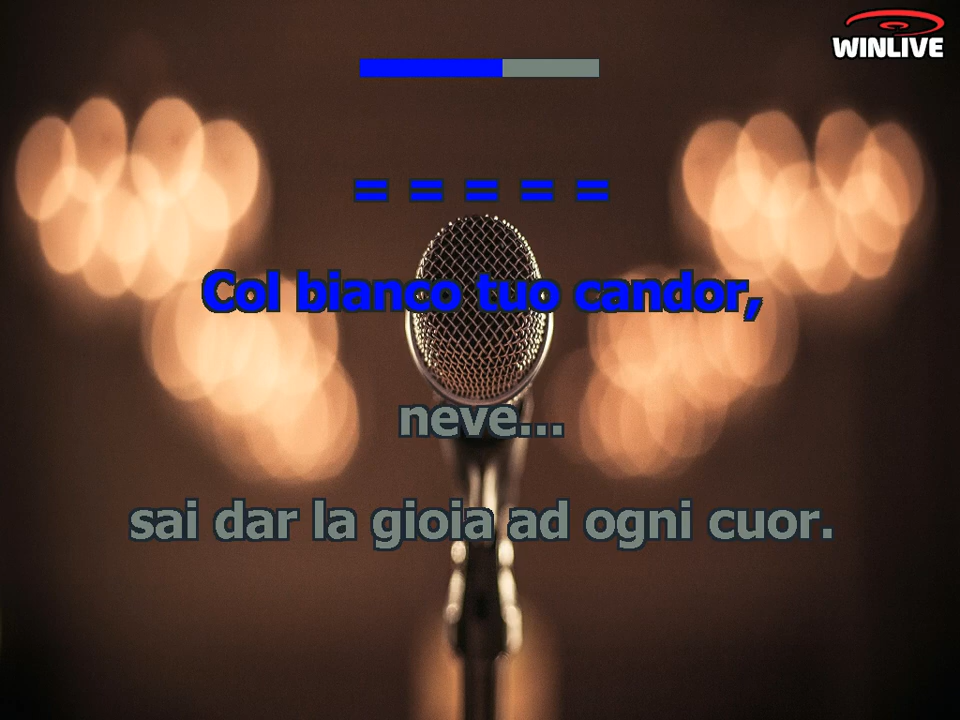 WINLIVE
= = = = =
Col bianco tuo candor,
neve...
sai dar la gioia ad ogni cuor.